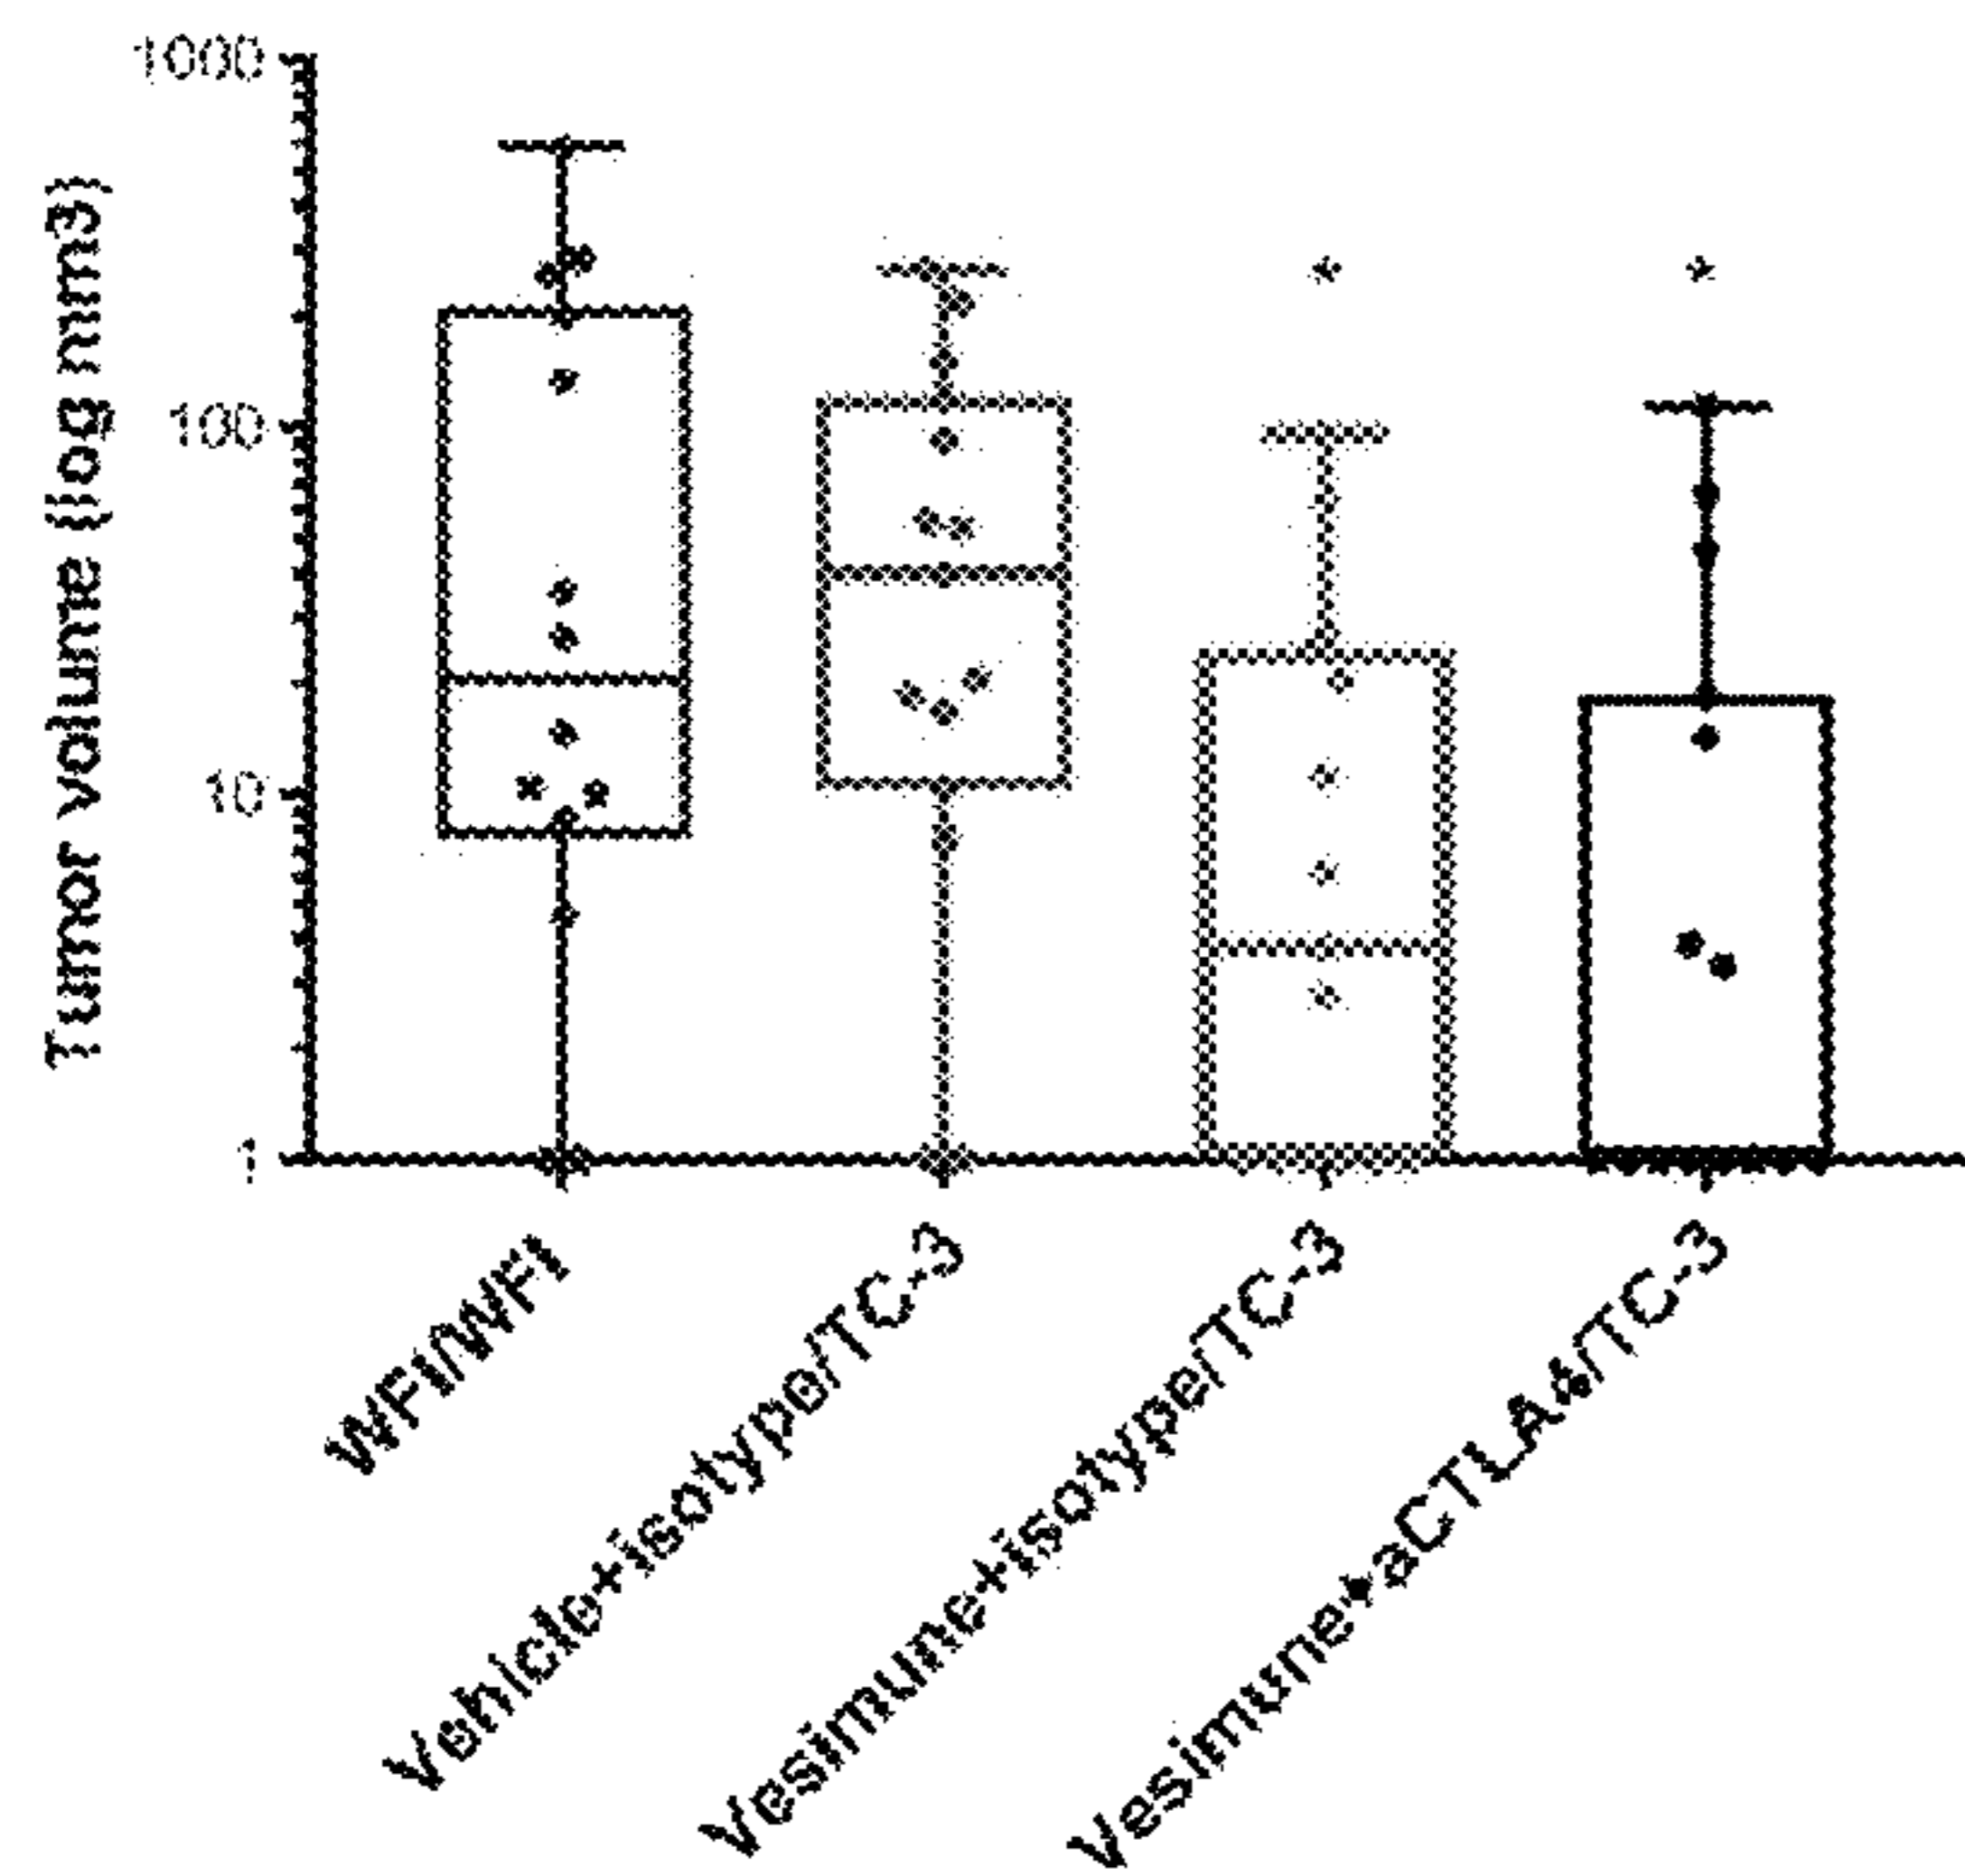 1000
100
10
1
Tumor volume (log mm3)
WFI/WFI
Vehicle+isotype/TC-3
Vesimune+isotype/TC-3
Vesimune+aCTLA4/TC-3